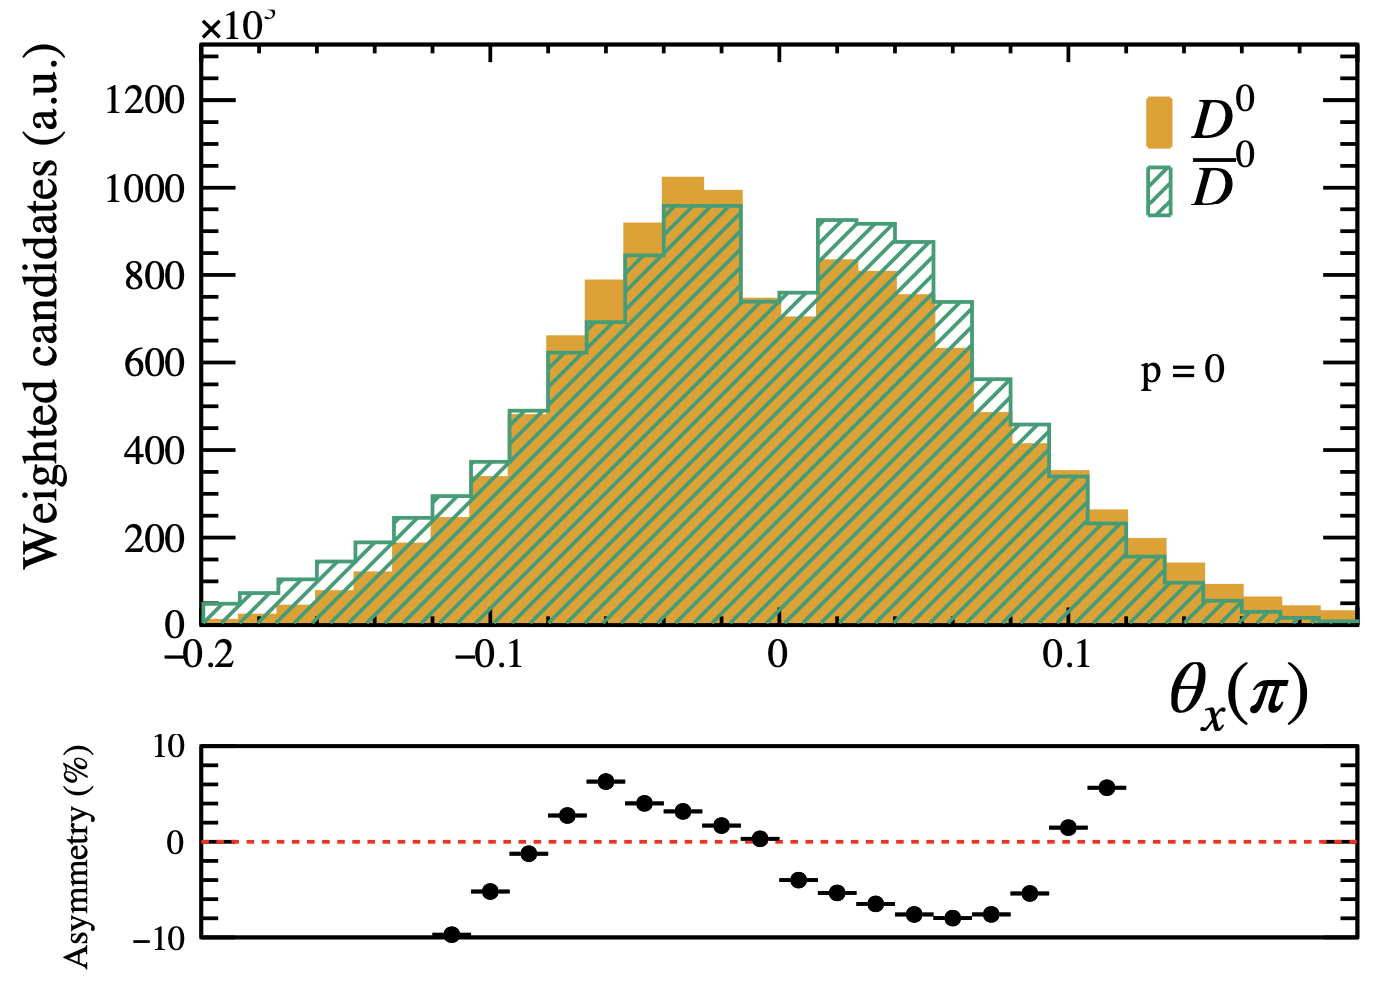 ×10³
Weighted candidates (a.u.)
1200
1000
800
600
400
200
0
D⁰
D̅⁰
p = 0
−0.2 −0.1 0 0.1
θₓ(π)
Asymmetry (%)
10
0
−10